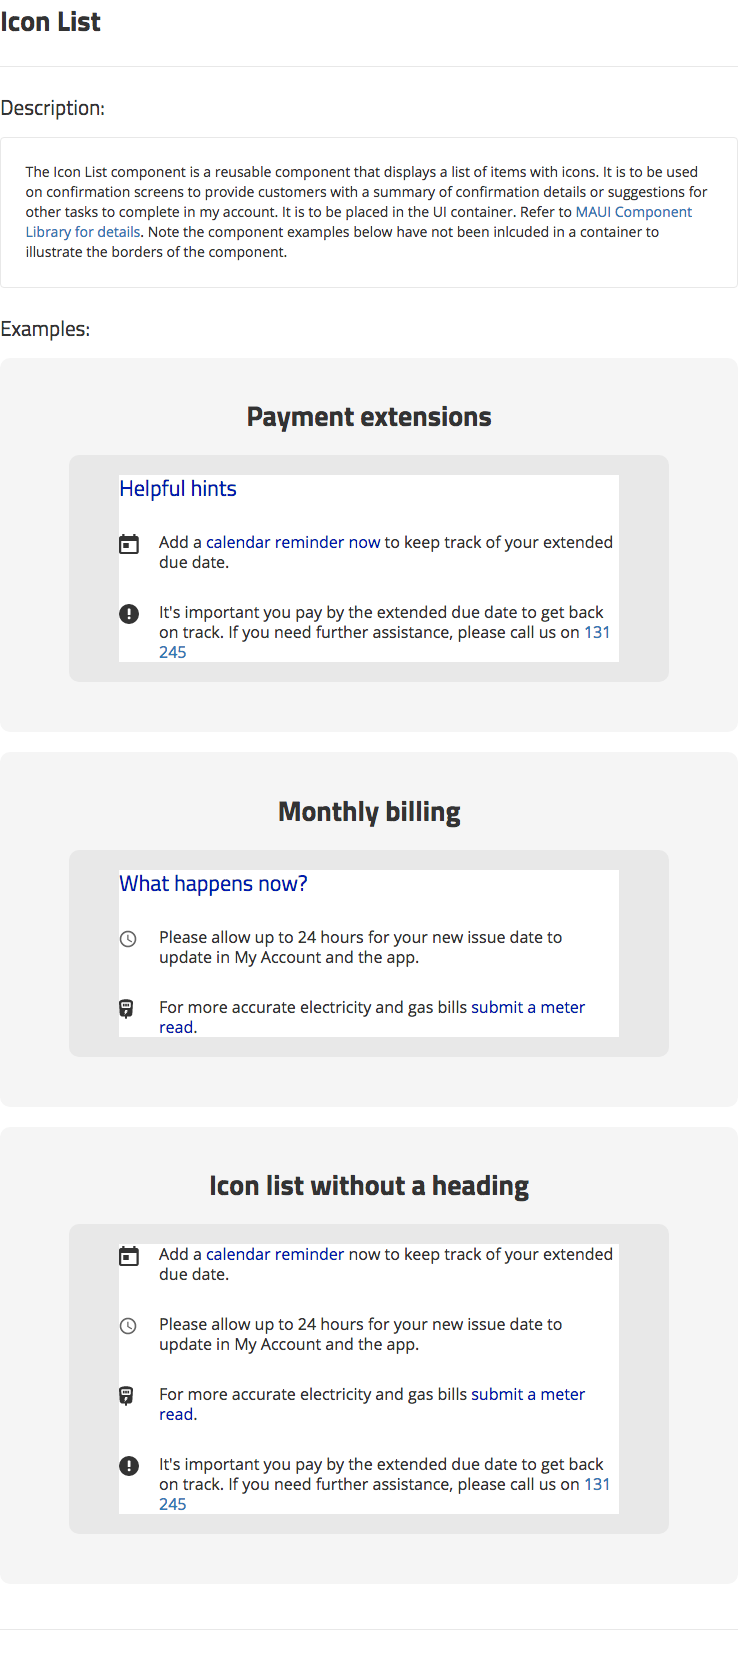 Icon List
Description:
The Icon List component is a reusable component that displays a list of items with icons. It is to be used
on confirmation screens to provide customers with a summary of confirmation details or suggestions for
other tasks to complete in my account. It is to be placed in the UI container. Refer to MAUI Component
Library for details. Note the component examples below have not been inlcuded in a container to
illustrate the borders of the component.
Examples:
Payment extensions
Helpful hints
Add a calendar reminder now to keep track of your extended
due date.
It's important you pay by the extended due date to get back
on track. If you need further assistance, please call us on 131
245
Monthly billing
What happens now?
Please allow up to 24 hours for your new issue date to
update in My Account and the app.
For more accurate electricity and gas bills submit a meter
read.
Icon list without a heading
Add a calendar reminder now to keep track of your extended
due date.
Please allow up to 24 hours for your new issue date to
update in My Account and the app.
For more accurate electricity and gas bills submit a meter
read.
It's important you pay by the extended due date to get back
on track. If you need further assistance, please call us on 131
245